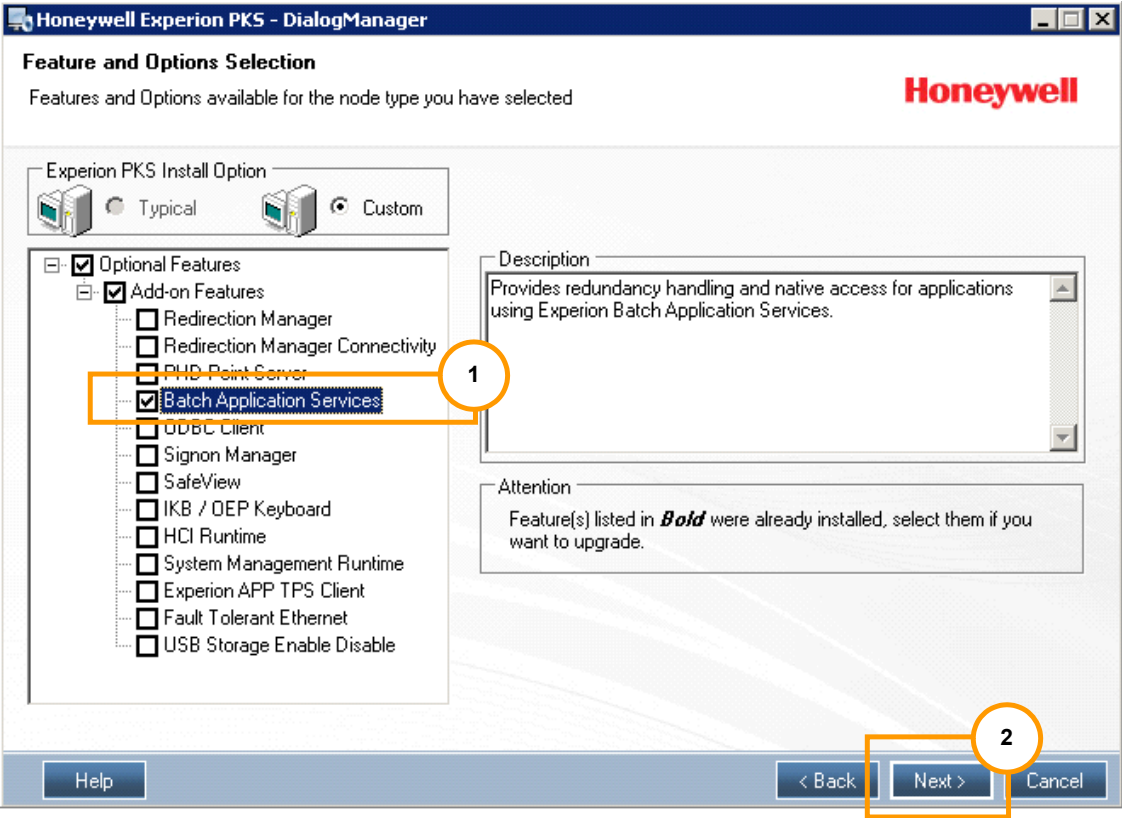 Honeywell Experion PKS - DialogManager
Feature and Options Selection
Features and Options available for the node type you have selected
Honeywell
Experion PKS Install Option
Typical
Custom
Optional Features
Add-on Features
Redirection Manager
Redirection Manager Connectivity
PHD Point Server
1
Batch Application Services
ODBC Client
Signon Manager
SafeView
IKB / OEP Keyboard
HCI Runtime
System Management Runtime
Experion APP TPS Client
Fault Tolerant Ethernet
USB Storage Enable Disable
Description
Provides redundancy handling and native access for applications
using Experion Batch Application Services.
Attention
Feature(s) listed in Bold were already installed, select them if you
want to upgrade.
2
Help
< Back
Next >
Cancel